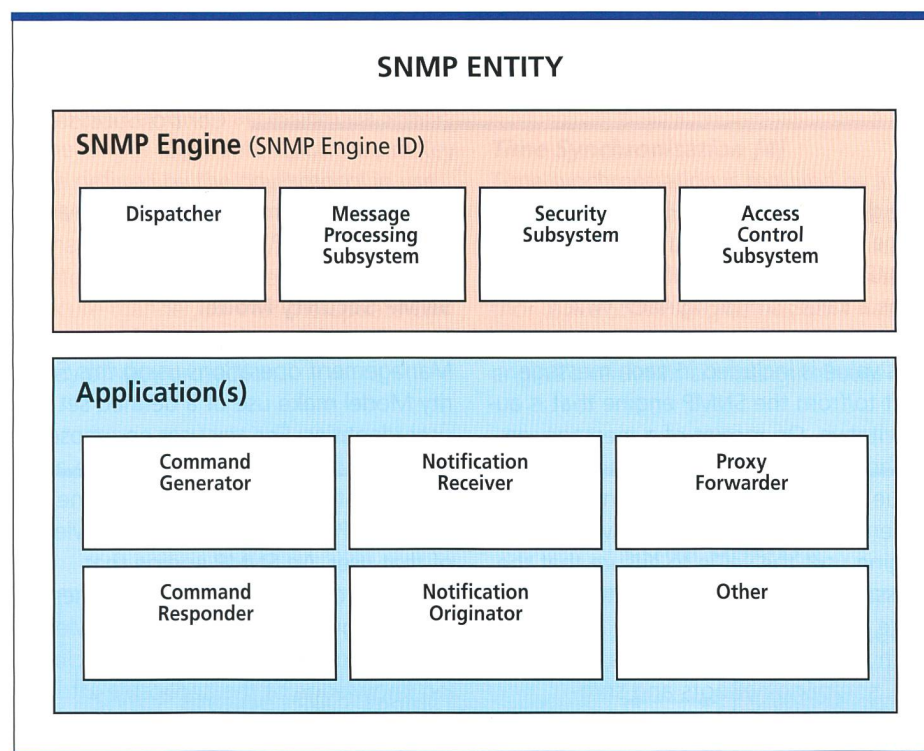 SNMP ENTITY
SNMP Engine (SNMP Engine ID)
Dispatcher
Message
Processing
Subsystem
Security
Subsystem
Access
Control
Subsystem
Application(s)
Command
Generator
Notification
Receiver
Proxy
Forwarder
Command
Responder
Notification
Originator
Other